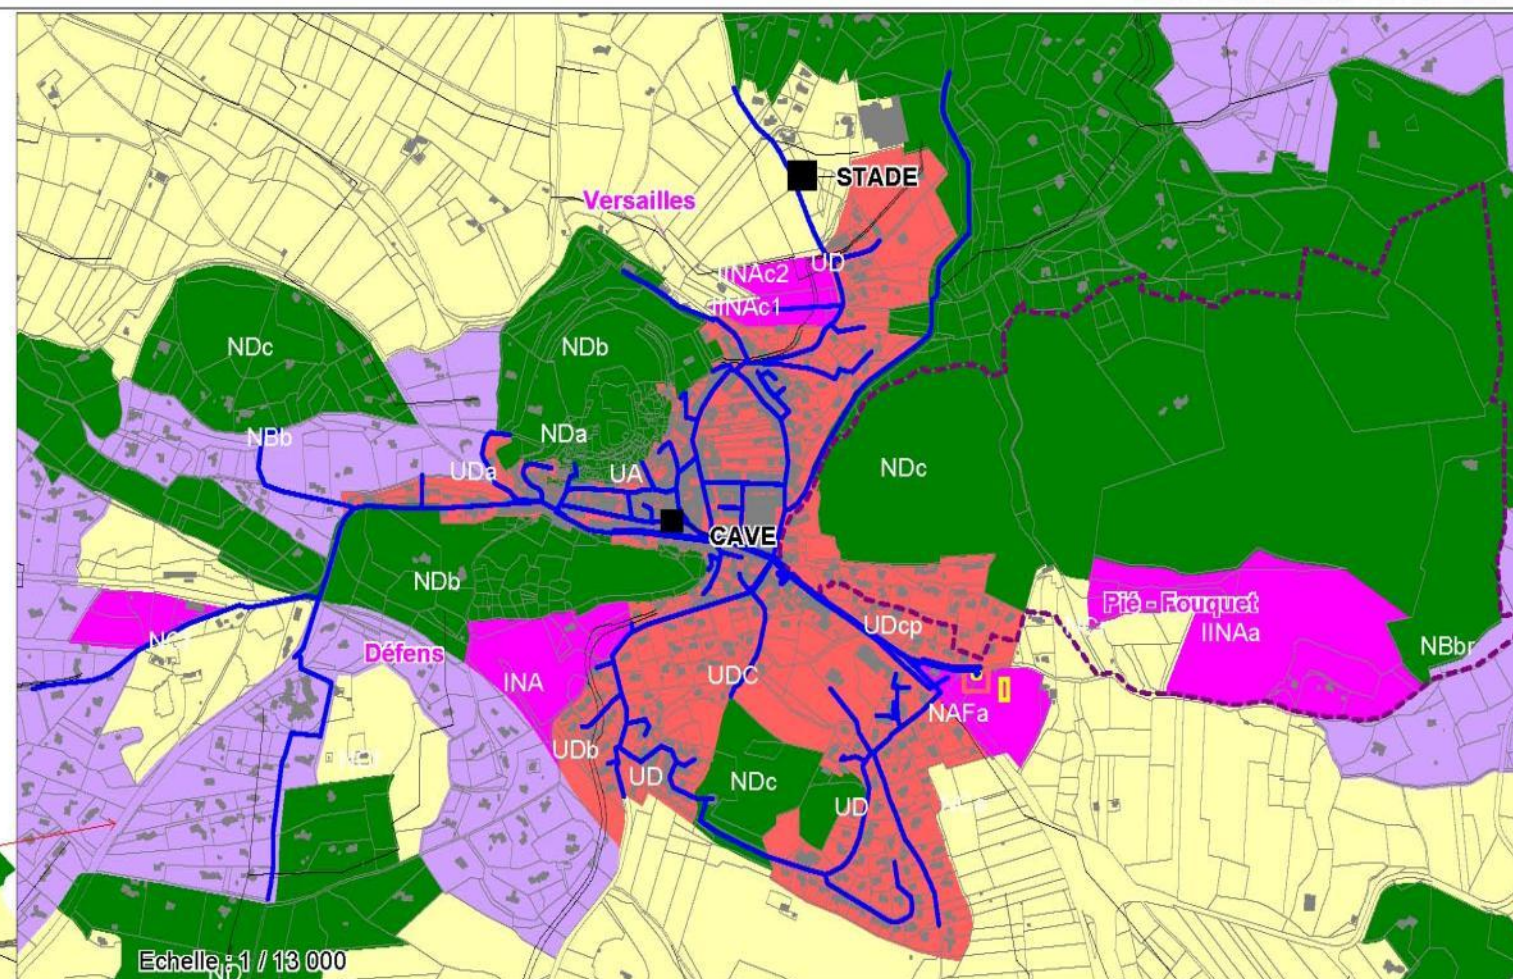 STADE
Versailles
UD
IINAc2
IINAc1
NDc
NDb
NBb
NDa
UDa
UA
NDc
CAVE
NDb
Pié - Fouquet
UDcp
IINAa
NBbr
Défens
INA
UDC
NAFa
UDb
UD
NDc
UD
Echelle : 1 / 13 000